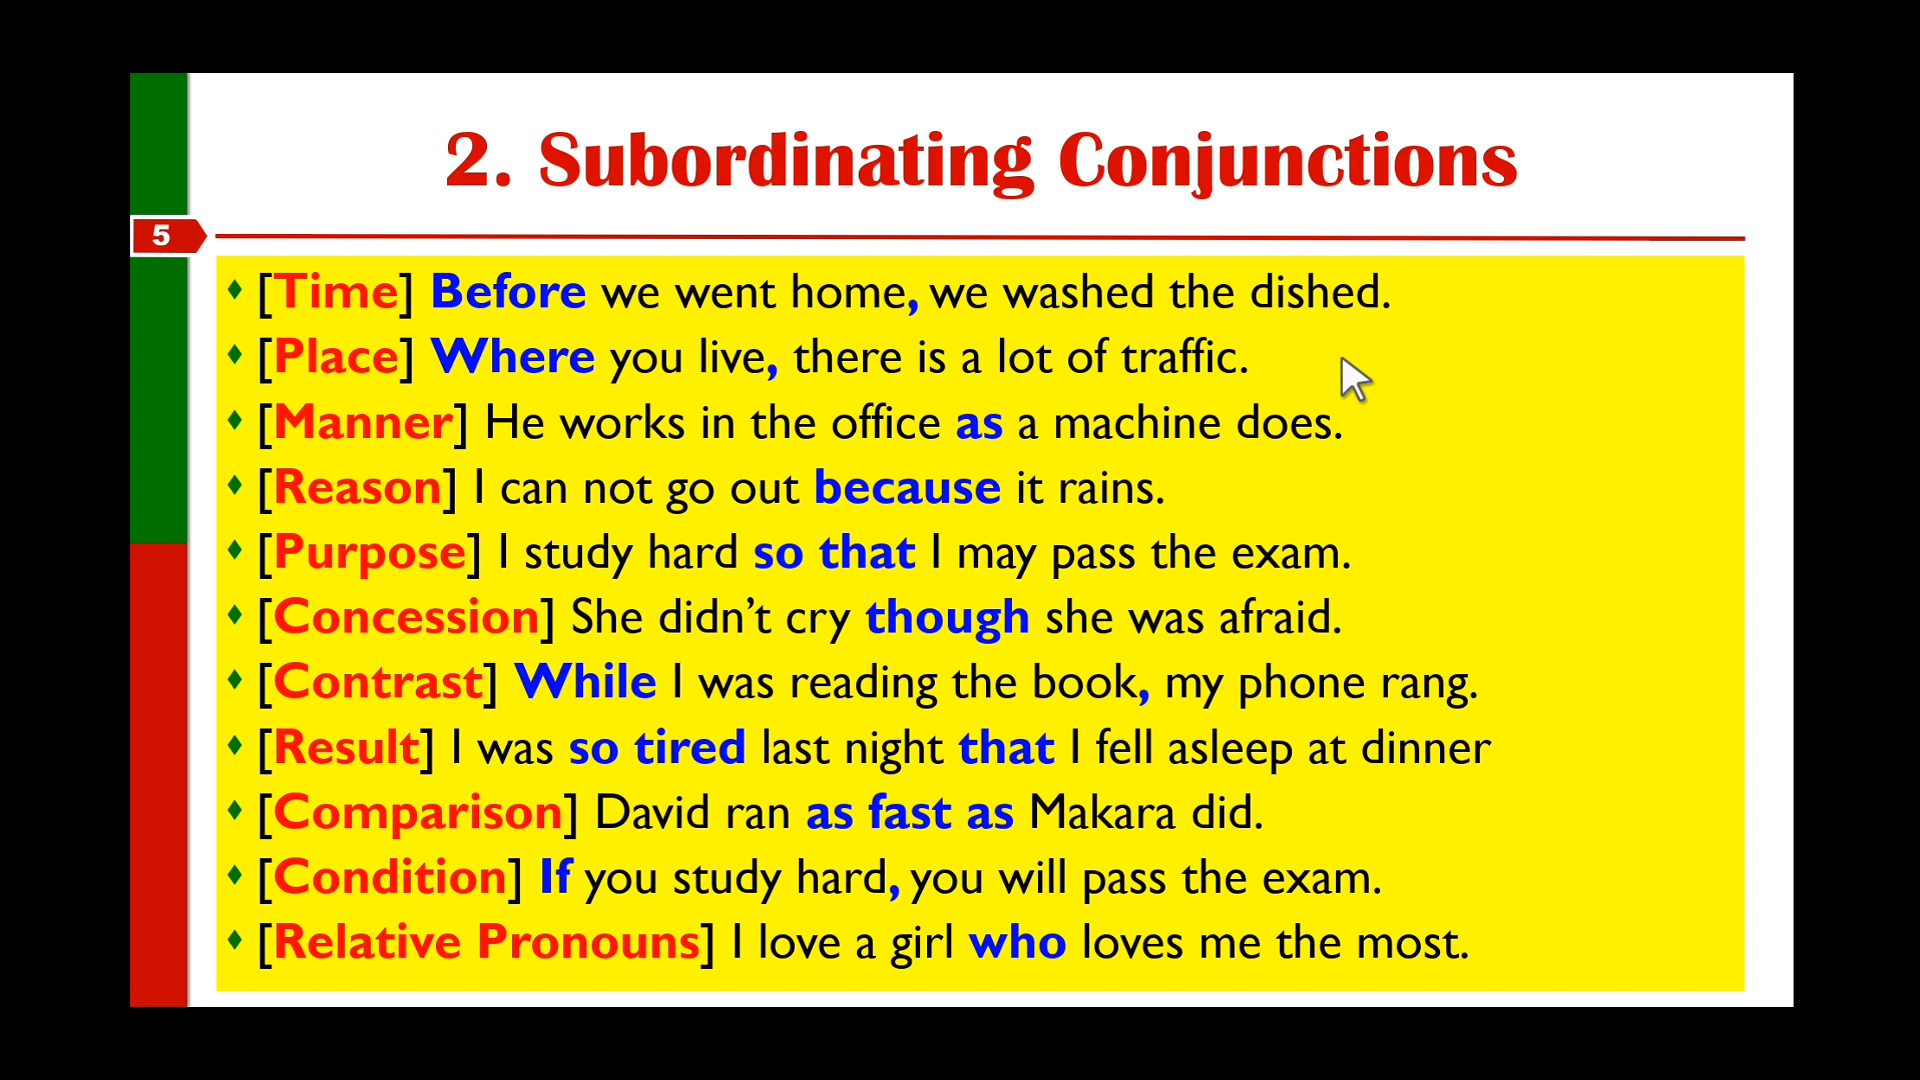 2. Subordinating Conjunctions
5
[Time] Before we went home, we washed the dished.
[Place] Where you live, there is a lot of traffic.
[Manner] He works in the office as a machine does.
[Reason] I can not go out because it rains.
[Purpose] I study hard so that I may pass the exam.
[Concession] She didn’t cry though she was afraid.
[Contrast] While I was reading the book, my phone rang.
[Result] I was so tired last night that I fell asleep at dinner
[Comparison] David ran as fast as Makara did.
[Condition] If you study hard, you will pass the exam.
[Relative Pronouns] I love a girl who loves me the most.